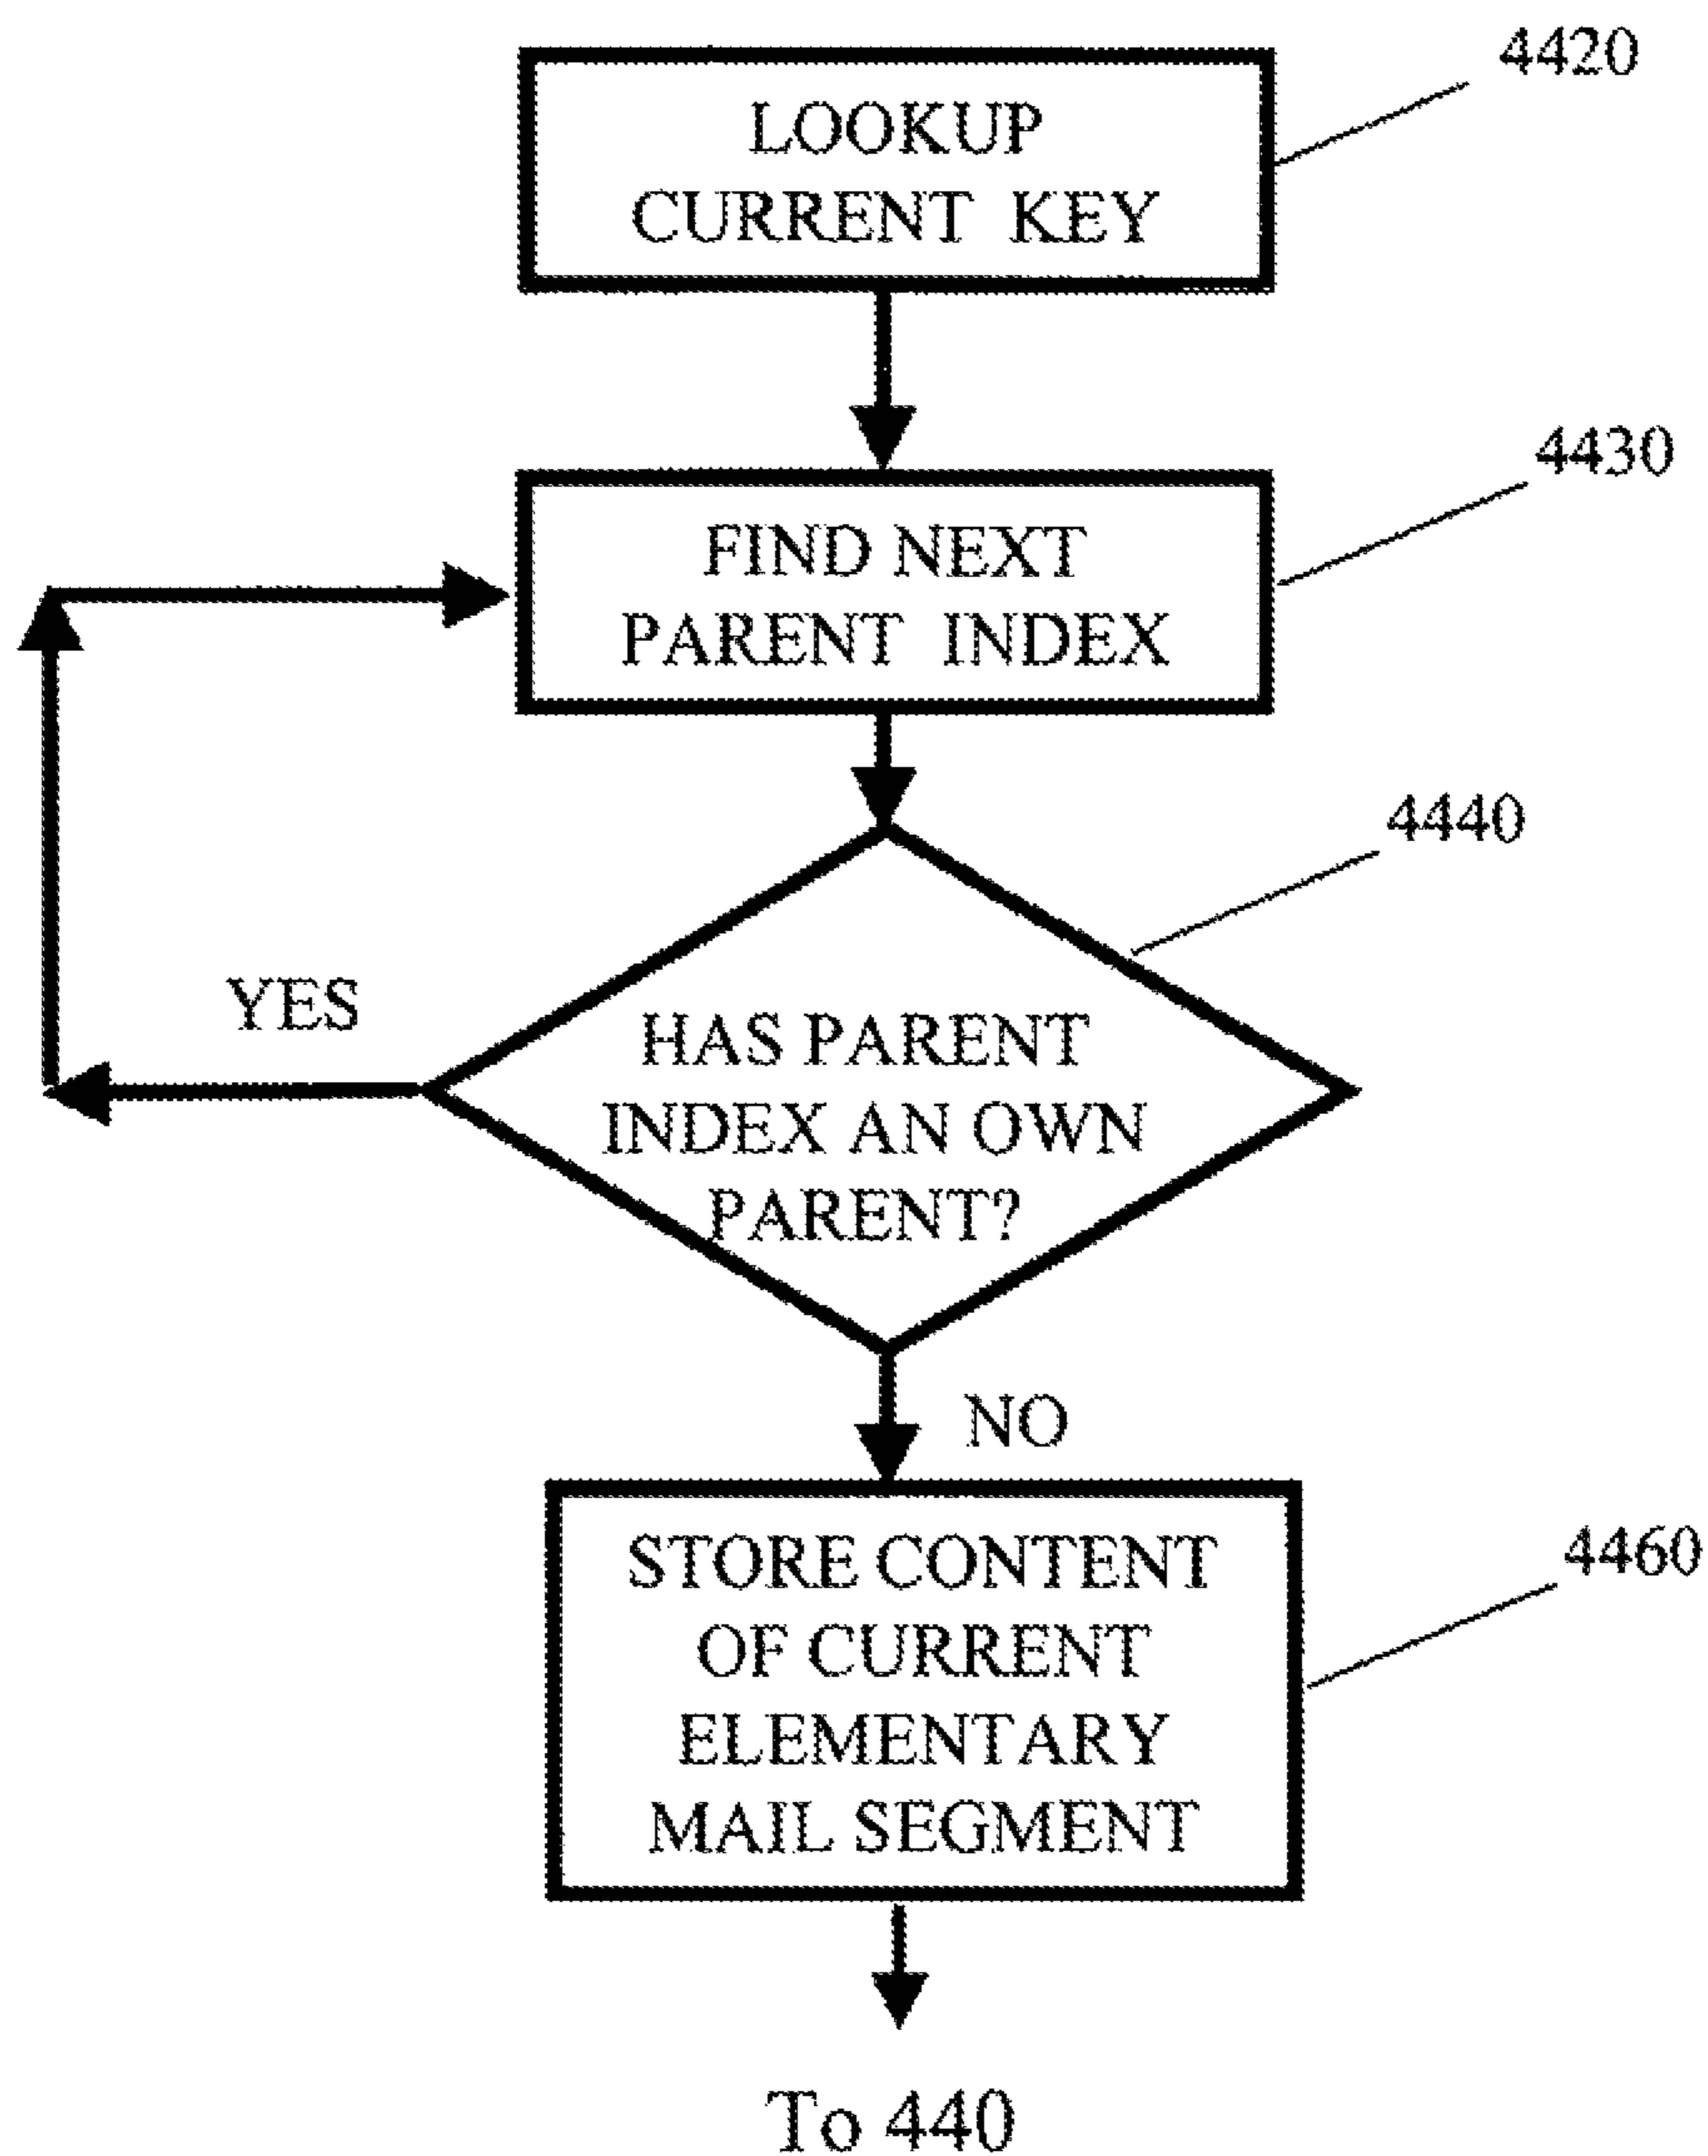 4420
LOOKUP
CURRENT KEY
4430
FIND NEXT
PARENT INDEX
4440
YES
HAS PARENT
INDEX AN OWN
PARENT?
NO
STORE CONTENT
OF CURRENT
ELEMENTARY
MAIL SEGMENT
4460
To 440